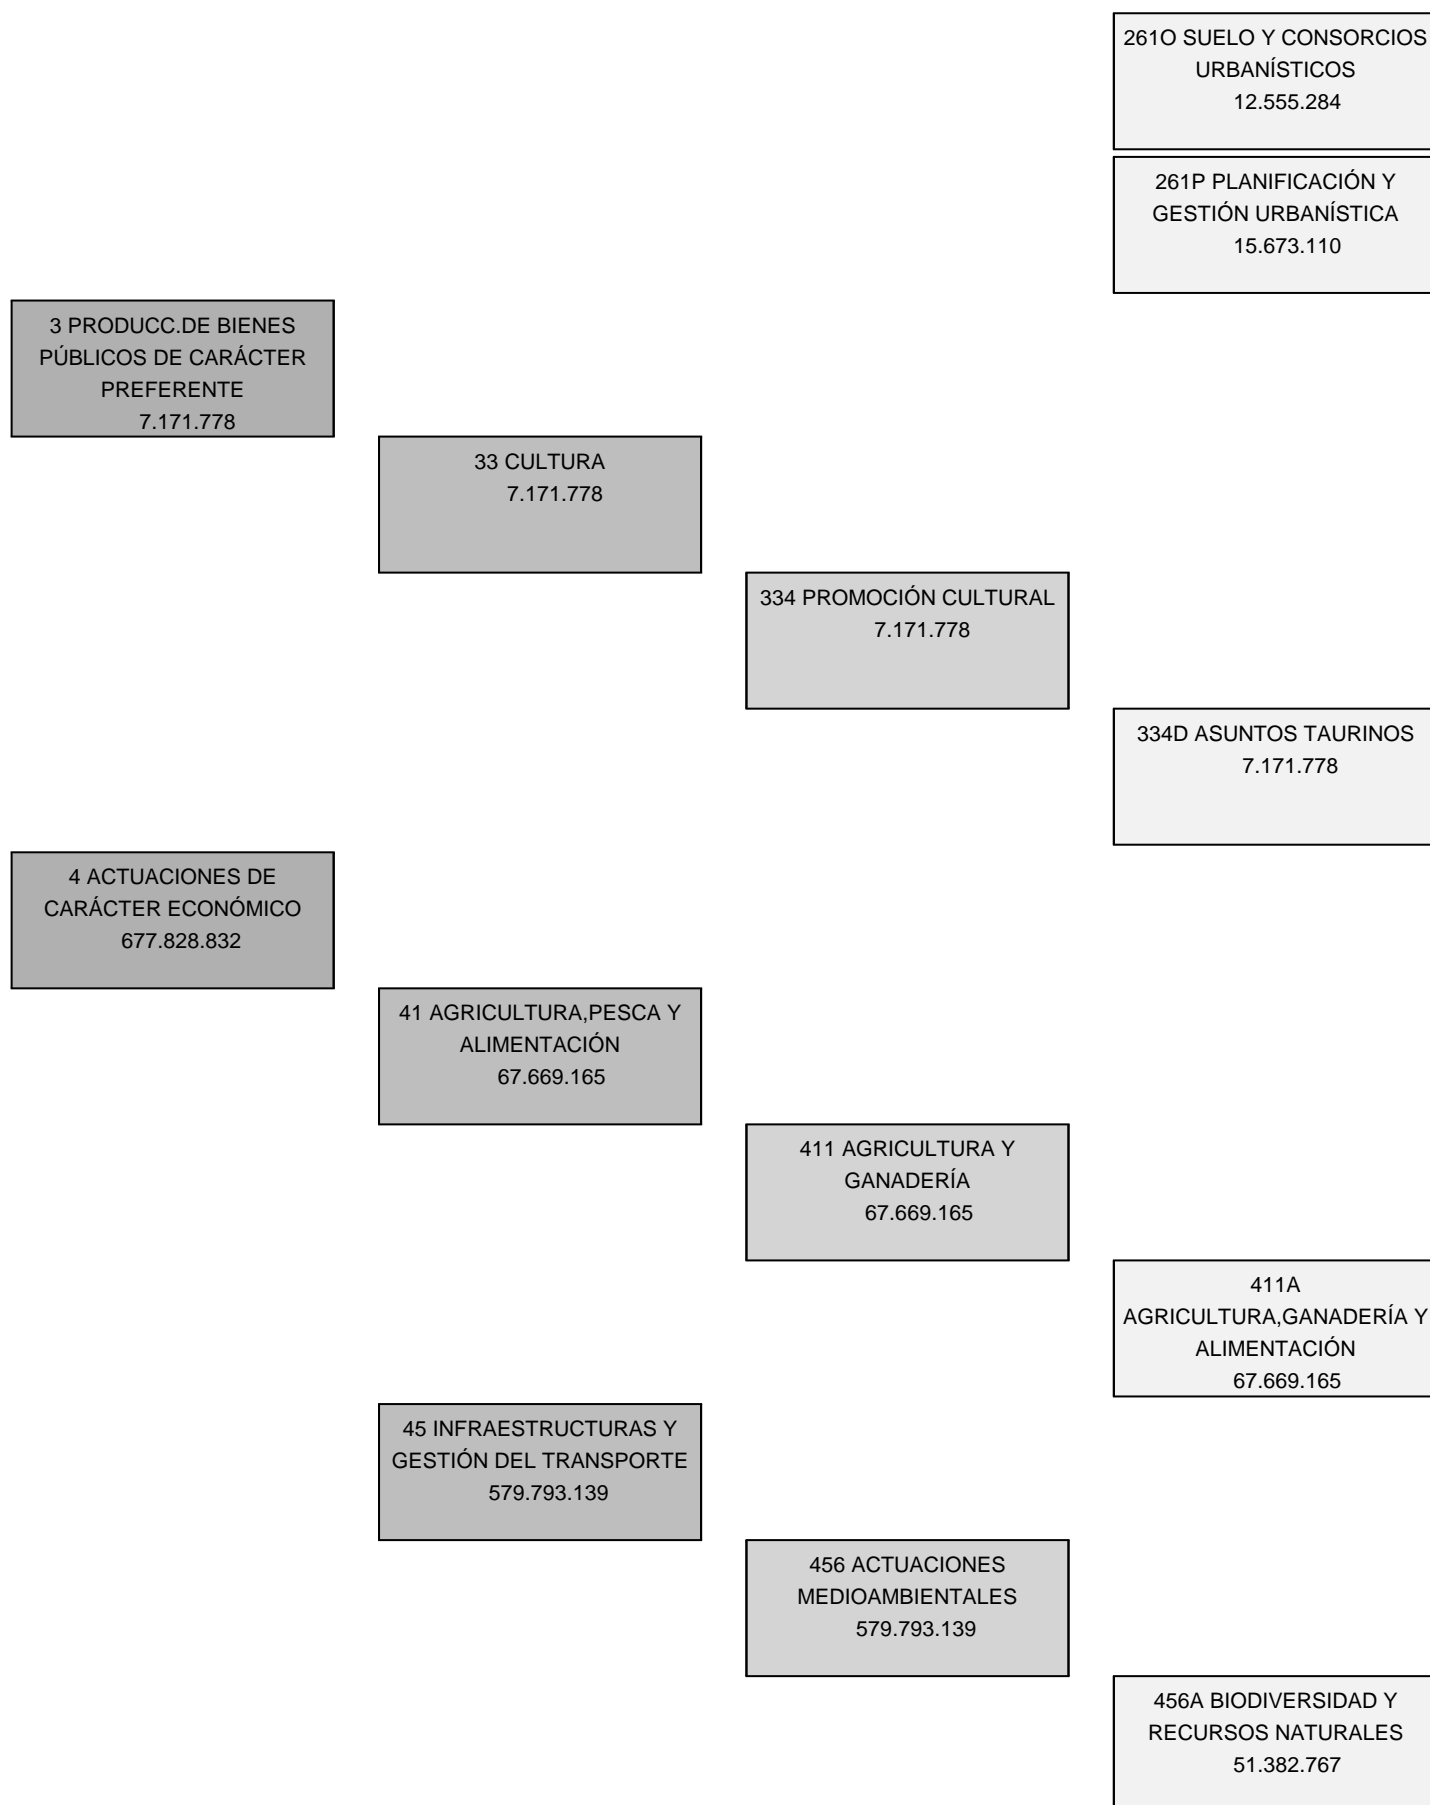 261O SUELO Y CONSORCIOS
URBANÍSTICOS
12.555.284
261P PLANIFICACIÓN Y
GESTIÓN URBANÍSTICA
15.673.110
3 PRODUCC.DE BIENES
PÚBLICOS DE CARÁCTER
PREFERENTE
7.171.778
33 CULTURA
7.171.778
334 PROMOCIÓN CULTURAL
7.171.778
334D ASUNTOS TAURINOS
7.171.778
4 ACTUACIONES DE
CARÁCTER ECONÓMICO
677.828.832
41 AGRICULTURA,PESCA Y
ALIMENTACIÓN
67.669.165
411 AGRICULTURA Y
GANADERÍA
67.669.165
411A
AGRICULTURA,GANADERÍA Y
ALIMENTACIÓN
67.669.165
45 INFRAESTRUCTURAS Y
GESTIÓN DEL TRANSPORTE
579.793.139
456 ACTUACIONES
MEDIOAMBIENTALES
579.793.139
456A BIODIVERSIDAD Y
RECURSOS NATURALES
51.382.767